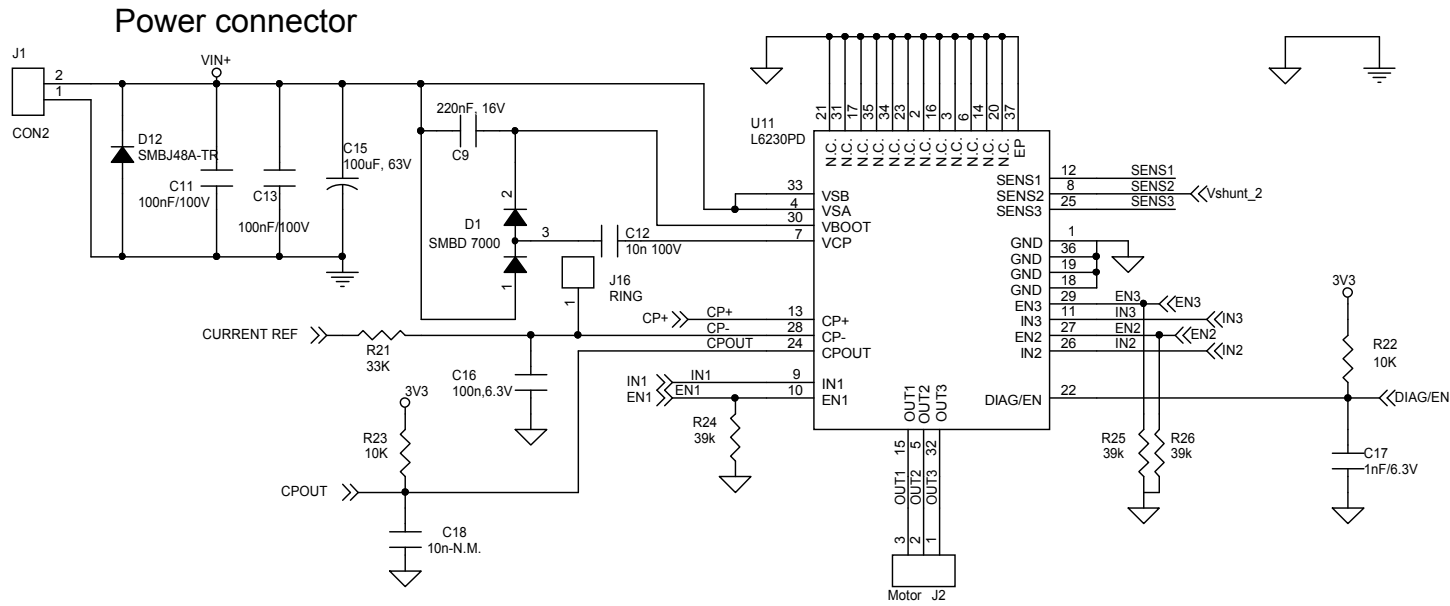 Power connector
J1
2
1
CON2
VIN+
D12
SMBJ48A-TR
C11
100nF/100V
C13
100nF/100V
C15
100uF, 63V
220nF, 16V
C9
2
D1
SMBD 7000
3
1
C12
10n 100V
J16
RING
1
CP+
CP+
CP-
CPOUT
CURRENT REF
R21
33K
C16
100n,6.3V
IN1
IN1
EN1
EN1
3V3
R23
10K
CPOUT
C18
10n-N.M.
R24
39k
U11
L6230PD
21
31
17
35
34
23
2
16
3
6
14
20
37
N.C.
N.C.
N.C.
N.C.
N.C.
N.C.
N.C.
N.C.
N.C.
N.C.
N.C.
N.C.
EP
33
VSB
4
VSA
30
VBOOT
7
VCP
13
CP+
28
CP-
24
CPOUT
9
IN1
10
EN1
SENS1
12
SENS1
SENS2
8
SENS2
Vshunt_2
SENS3
25
SENS3
GND
1
GND
36
GND
19
GND
18
EN3
29
EN3
EN3
IN3
11
IN3
IN3
EN2
27
EN2
EN2
IN2
26
IN2
IN2
DIAG/EN
22
DIAG/EN
3V3
R22
10K
R25
39k
R26
39k
C17
1nF/6.3V
OUT1
OUT2
OUT3
15
5
32
OUT1
OUT2
OUT3
3
2
1
Motor J2